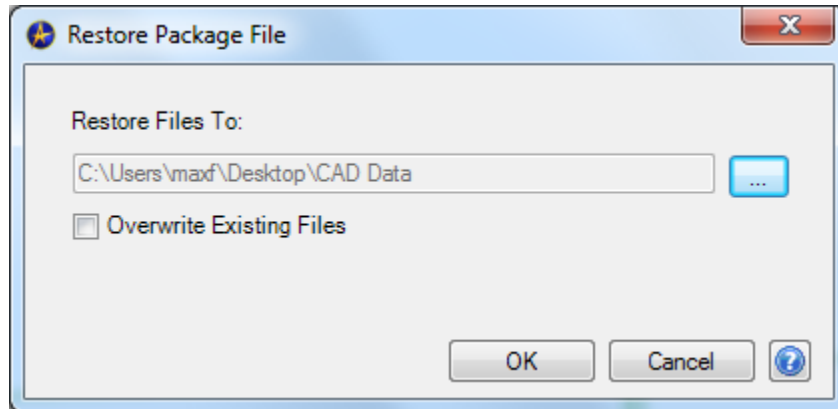 Restore Package File
Restore Files To:
C:\Users\maxf\Desktop\CAD Data
...
Overwrite Existing Files
OK Cancel ?